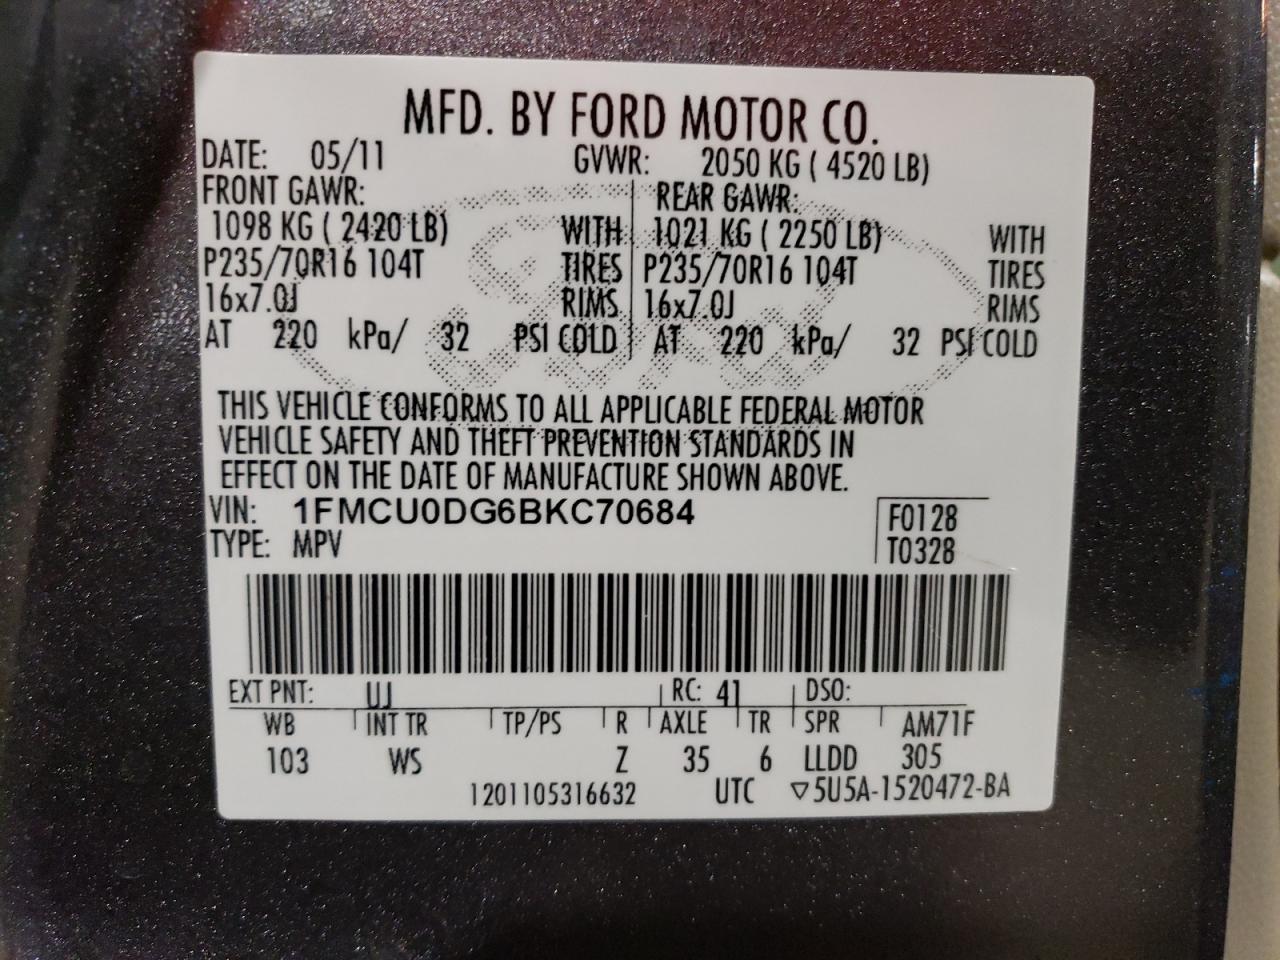 MFD. BY FORD MOTOR CO.
DATE: 05/11 GVWR: 2050 KG ( 4520 LB)
FRONT GAWR: REAR GAWR:
1098 KG ( 2420 LB) WITH 1021 KG ( 2250 LB) WITH
P235/70R16 104T TIRES P235/70R16 104T TIRES
16x7.0J RIMS 16x7.0J RIMS
AT 220 kPa/ 32 PSI COLD AT 220 kPa/ 32 PSI COLD
THIS VEHICLE CONFORMS TO ALL APPLICABLE FEDERAL MOTOR
VEHICLE SAFETY AND THEFT PREVENTION STANDARDS IN
EFFECT ON THE DATE OF MANUFACTURE SHOWN ABOVE.
VIN: 1FMCU0DG6BKC70684 F0128
TYPE: MPV T0328
EXT PNT: UJ RC: 41 DSO:
WB INT TR TP/PS R AXLE TR SPR AM71F
103 WS Z 35 6 LLDD 305
1201105316632 UTC ▽5U5A-1520472-BA
Ford